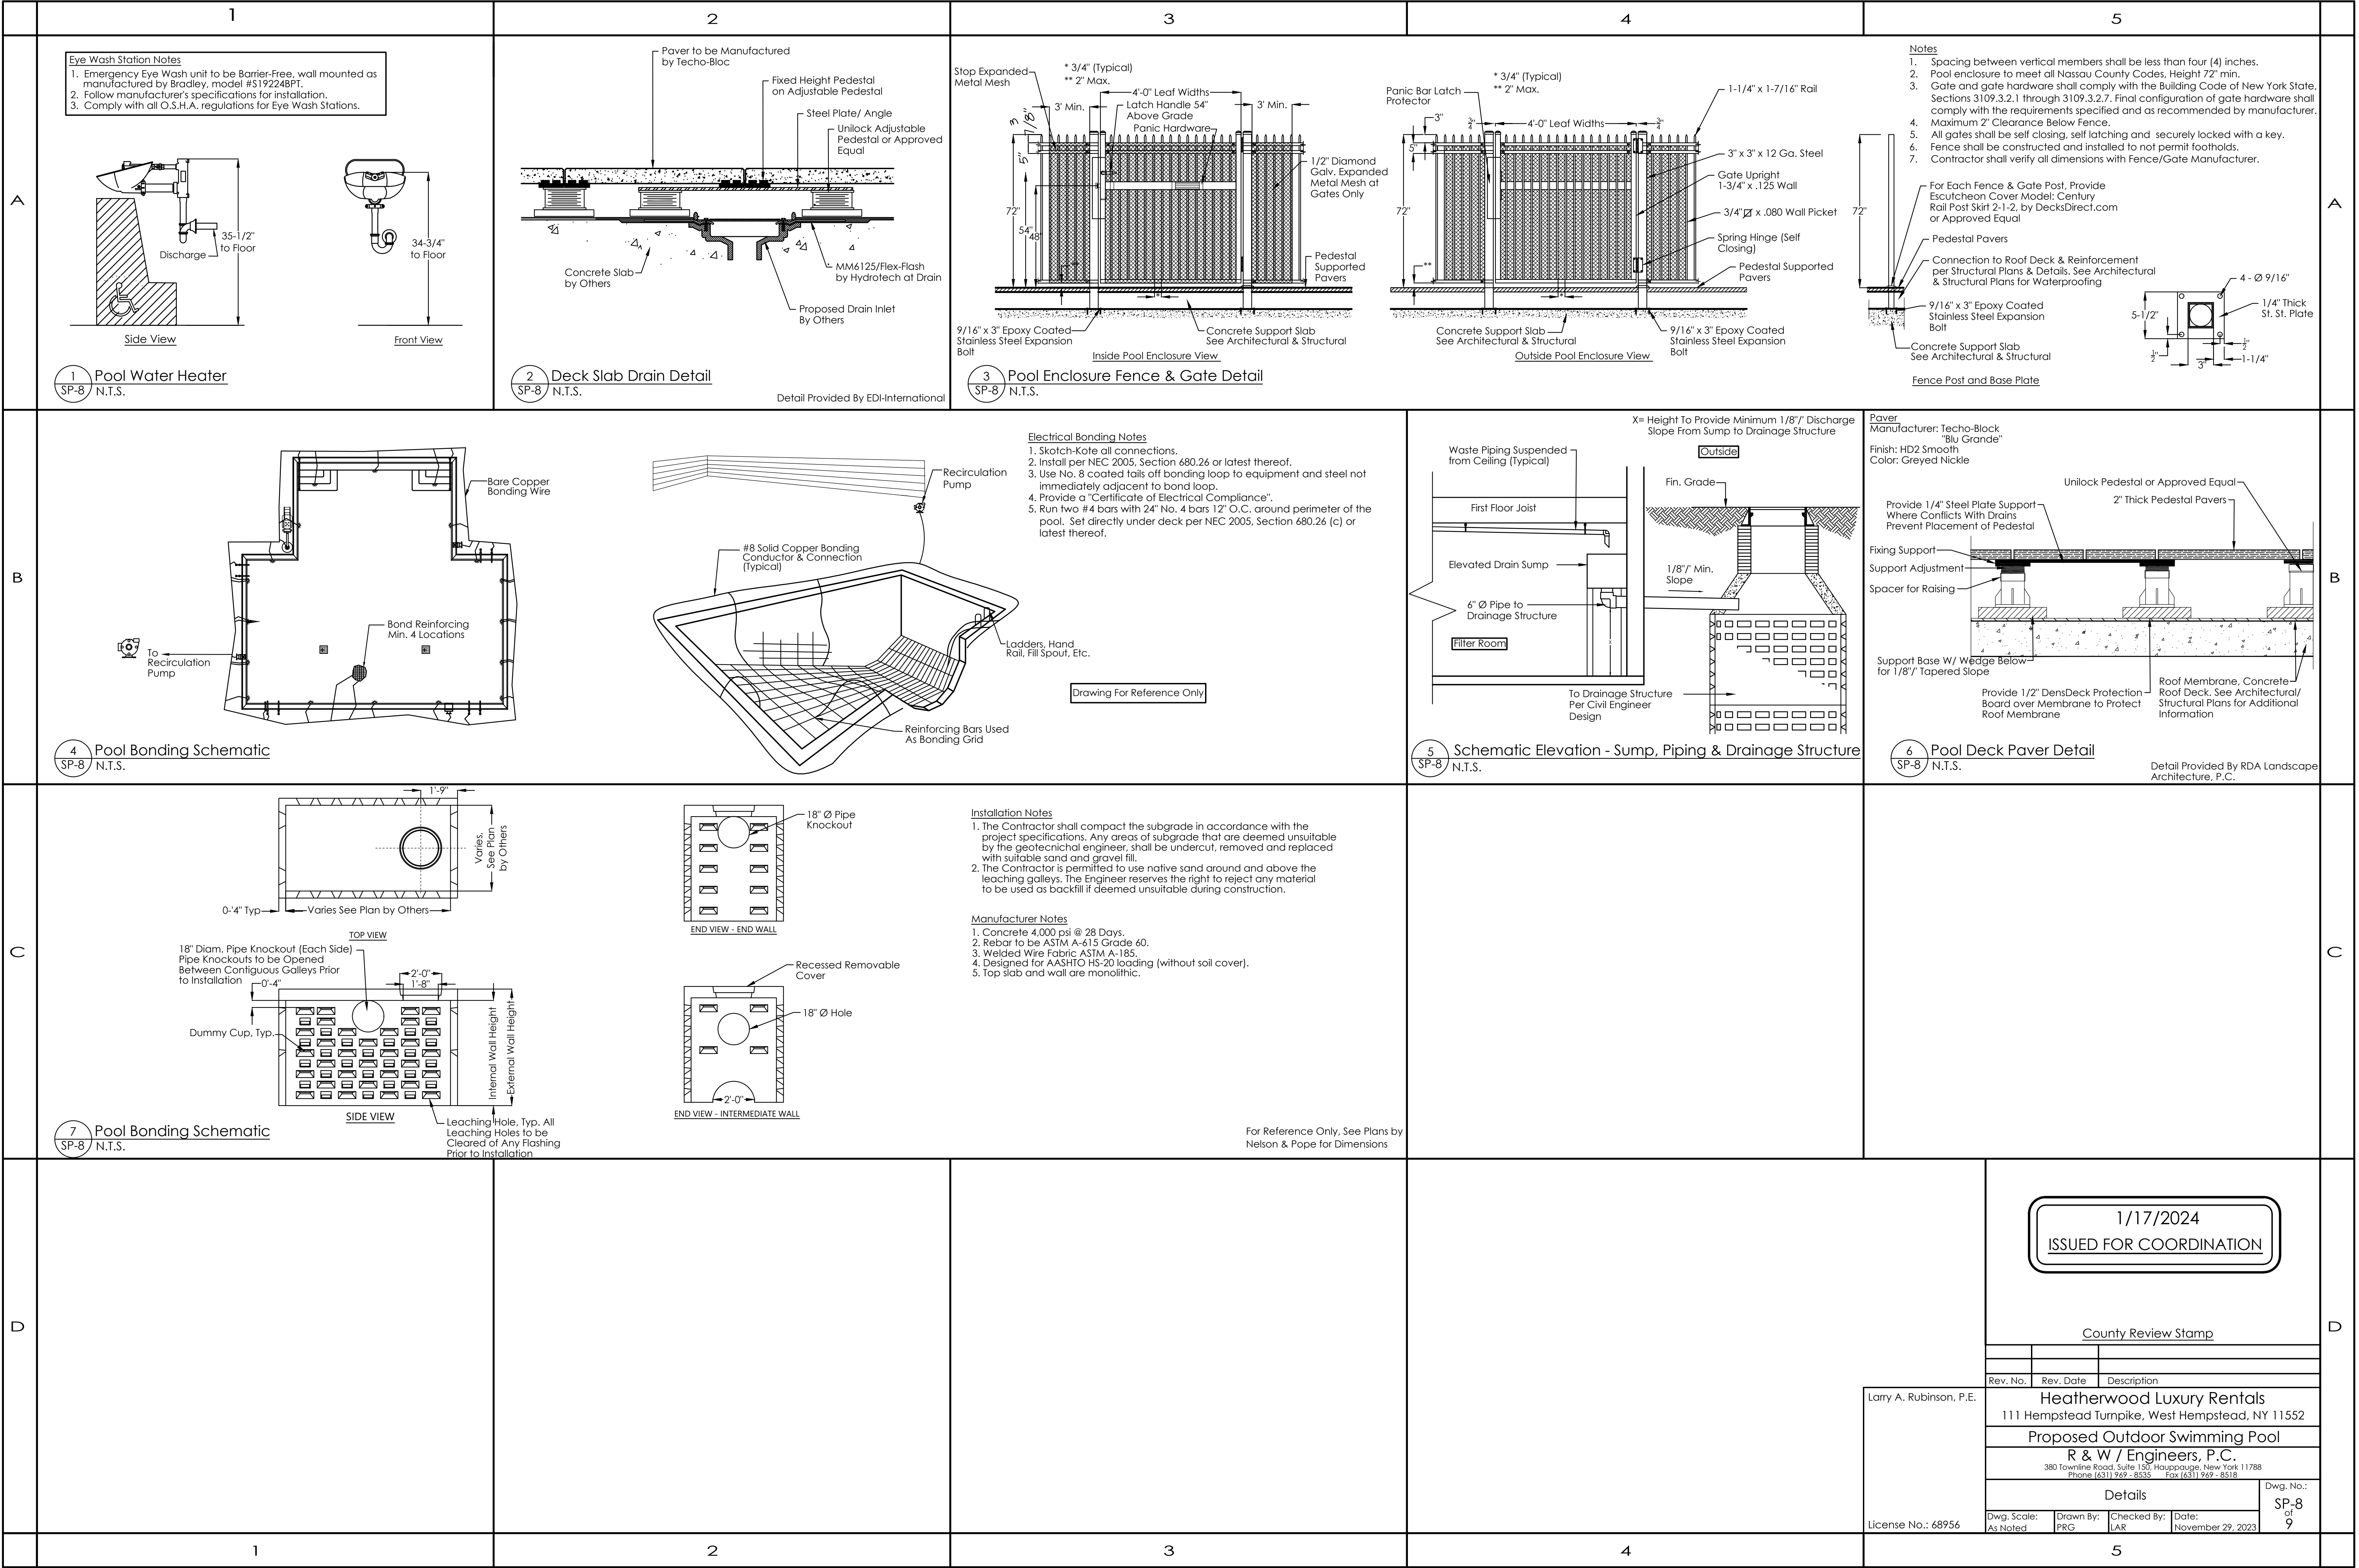 1
2
3
4
5
A
A
Eye Wash Station Notes
1. Emergency Eye Wash unit to be Barrier-Free, wall mounted as
manufactured by Bradley, model #S19224BPT.
2. Follow manufacturer's specifications for installation.
3. Comply with all O.S.H.A. regulations for Eye Wash Stations.
35-1/2"
to Floor
Discharge
34-3/4"
to Floor
Side View
Front View
1
SP-8
Pool Water Heater
N.T.S.
Paver to be Manufactured
by Techo-Bloc
Fixed Height Pedestal
on Adjustable Pedestal
Steel Plate/ Angle
Unilock Adjustable
Pedestal or Approved
Equal
Concrete Slab
by Others
MM6125/Flex-Flash
by Hydrotech at Drain
Proposed Drain Inlet
By Others
2
SP-8
Deck Slab Drain Detail
N.T.S.
Detail Provided By EDI-International
Stop Expanded
Metal Mesh
* 3/4" (Typical)
** 2" Max.
4'-0" Leaf Widths
3' Min.
Latch Handle 54"
Above Grade
Panic Hardware
3' Min.
3 7/8"
5"
1/2" Diamond
Galv. Expanded
Metal Mesh at
Gates Only
72"
54"
48"
**
*
Pedestal
Supported
Pavers
9/16" x 3" Epoxy Coated
Stainless Steel Expansion
Bolt
Concrete Support Slab
See Architectural & Structural
Inside Pool Enclosure View
3
SP-8
Pool Enclosure Fence & Gate Detail
N.T.S.
* 3/4" (Typical)
** 2" Max.
Panic Bar Latch
Protector
3"
5"
4'-0" Leaf Widths
1-1/4" x 1-7/16" Rail
3" x 3" x 12 Ga. Steel
Gate Upright
1-3/4" x .125 Wall
72"
3/4" x .080 Wall Picket
Spring Hinge (Self
Closing)
**
*
Pedestal Supported
Pavers
Concrete Support Slab
See Architectural & Structural
9/16" x 3" Epoxy Coated
Stainless Steel Expansion
Bolt
Outside Pool Enclosure View
Notes
1. Spacing between vertical members shall be less than four (4) inches.
2. Pool enclosure to meet all Nassau County Codes, Height 72" min.
3. Gate and gate hardware shall comply with the Building Code of New York State,
Sections 3109.3.2.1 through 3109.3.2.7. Final configuration of gate hardware shall
comply with the requirements specified and as recommended by manufacturer.
4. Maximum 2" Clearance Below Fence.
5. All gates shall be self closing, self latching and securely locked with a key.
6. Fence shall be constructed and installed to not permit footholds.
7. Contractor shall verify all dimensions with Fence/Gate Manufacturer.
72"
For Each Fence & Gate Post, Provide
Escutcheon Cover Model: Century
Rail Post Skirt 2-1-2, by DecksDirect.com
or Approved Equal
Pedestal Pavers
Connection to Roof Deck & Reinforcement
per Structural Plans & Details. See Architectural
& Structural Plans for Waterproofing
9/16" x 3" Epoxy Coated
Stainless Steel Expansion
Bolt
Concrete Support Slab
See Architectural & Structural
4 - Ø 9/16"
1/4" Thick
St. St. Plate
5-1/2"
1/2"
1/2"
1-1/4"
3"
Fence Post and Base Plate
B
B
Bare Copper
Bonding Wire
Bond Reinforcing
Min. 4 Locations
To
Recirculation
Pump
4
SP-8
Pool Bonding Schematic
N.T.S.
Recirculation
Pump
#8 Solid Copper Bonding
Conductor & Connection
(Typical)
Ladders, Hand
Rail, Fill Spout, Etc.
Reinforcing Bars Used
As Bonding Grid
Electrical Bonding Notes
1. Skotch-Kote all connections.
2. Install per NEC 2005, Section 680.26 or latest thereof.
3. Use No. 8 coated tails off bonding loop to equipment and steel not
immediately adjacent to bond loop.
4. Provide a "Certificate of Electrical Compliance".
5. Run two #4 bars with 24" No. 4 bars 12" O.C. around perimeter of the
pool. Set directly under deck per NEC 2005, Section 680.26 (c) or
latest thereof.
Drawing For Reference Only
X= Height To Provide Minimum 1/8"/' Discharge
Slope From Sump to Drainage Structure
Waste Piping Suspended
from Ceiling (Typical)
Outside
Fin. Grade
First Floor Joist
Elevated Drain Sump
1/8"/' Min.
Slope
6" Ø Pipe to
Drainage Structure
Filter Room
To Drainage Structure
Per Civil Engineer
Design
5
SP-8
Schematic Elevation - Sump, Piping & Drainage Structure
N.T.S.
Paver
Manufacturer: Techo-Block
"Blu Grande"
Finish: HD2 Smooth
Color: Greyed Nickle
Unilock Pedestal or Approved Equal
2" Thick Pedestal Pavers
Provide 1/4" Steel Plate Support
Where Conflicts With Drains
Prevent Placement of Pedestal
Fixing Support
Support Adjustment
Spacer for Raising
Support Base W/ Wedge Below
for 1/8"/' Tapered Slope
Provide 1/2" DensDeck Protection
Board over Membrane to Protect
Roof Membrane
Roof Membrane, Concrete
Roof Deck. See Architectural/
Structural Plans for Additional
Information
6
SP-8
Pool Deck Paver Detail
N.T.S.
Detail Provided By RDA Landscape
Architecture, P.C.
C
C
1'-9"
Varies,
See Plan
by Others
0-'4" Typ
Varies See Plan by Others
TOP VIEW
18" Diam. Pipe Knockout (Each Side)
Pipe Knockouts to be Opened
Between Contiguous Galleys Prior
to Installation
0'-4"
2'-0"
1'-8"
Dummy Cup, Typ.
Internal Wall Height
External Wall Height
SIDE VIEW
Leaching Hole, Typ. All
Leaching Holes to be
Cleared of Any Flashing
Prior to Installation
7
SP-8
Pool Bonding Schematic
N.T.S.
18" Ø Pipe
Knockout
END VIEW - END WALL
Recessed Removable
Cover
18" Ø Hole
2'-0"
END VIEW - INTERMEDIATE WALL
Installation Notes
1. The Contractor shall compact the subgrade in accordance with the
project specifications. Any areas of subgrade that are deemed unsuitable
by the geotecnichal engineer, shall be undercut, removed and replaced
with suitable sand and gravel fill.
2. The Contractor is permitted to use native sand around and above the
leaching galleys. The Engineer reserves the right to reject any material
to be used as backfill if deemed unsuitable during construction.
Manufacturer Notes
1. Concrete 4,000 psi @ 28 Days.
2. Rebar to be ASTM A-615 Grade 60.
3. Welded Wire Fabric ASTM A-185.
4. Designed for AASHTO HS-20 loading (without soil cover).
5. Top slab and wall are monolithic.
For Reference Only, See Plans by
Nelson & Pope for Dimensions
D
D
1/17/2024
ISSUED FOR COORDINATION
County Review Stamp
Rev. No. Rev. Date Description
Larry A. Rubinson, P.E.
License No.: 68956
Heatherwood Luxury Rentals
111 Hempstead Turnpike, West Hempstead, NY 11552
Proposed Outdoor Swimming Pool
R & W / Engineers, P.C.
380 Townline Road, Suite 150, Hauppauge, New York 11788
Phone (631) 969 - 8535 Fax (631) 969 - 8518
Details
Dwg. No.:
SP-8
of
9
Dwg. Scale:
As Noted
Drawn By:
PRG
Checked By:
LAR
Date:
November 29, 2023
1
2
3
4
5